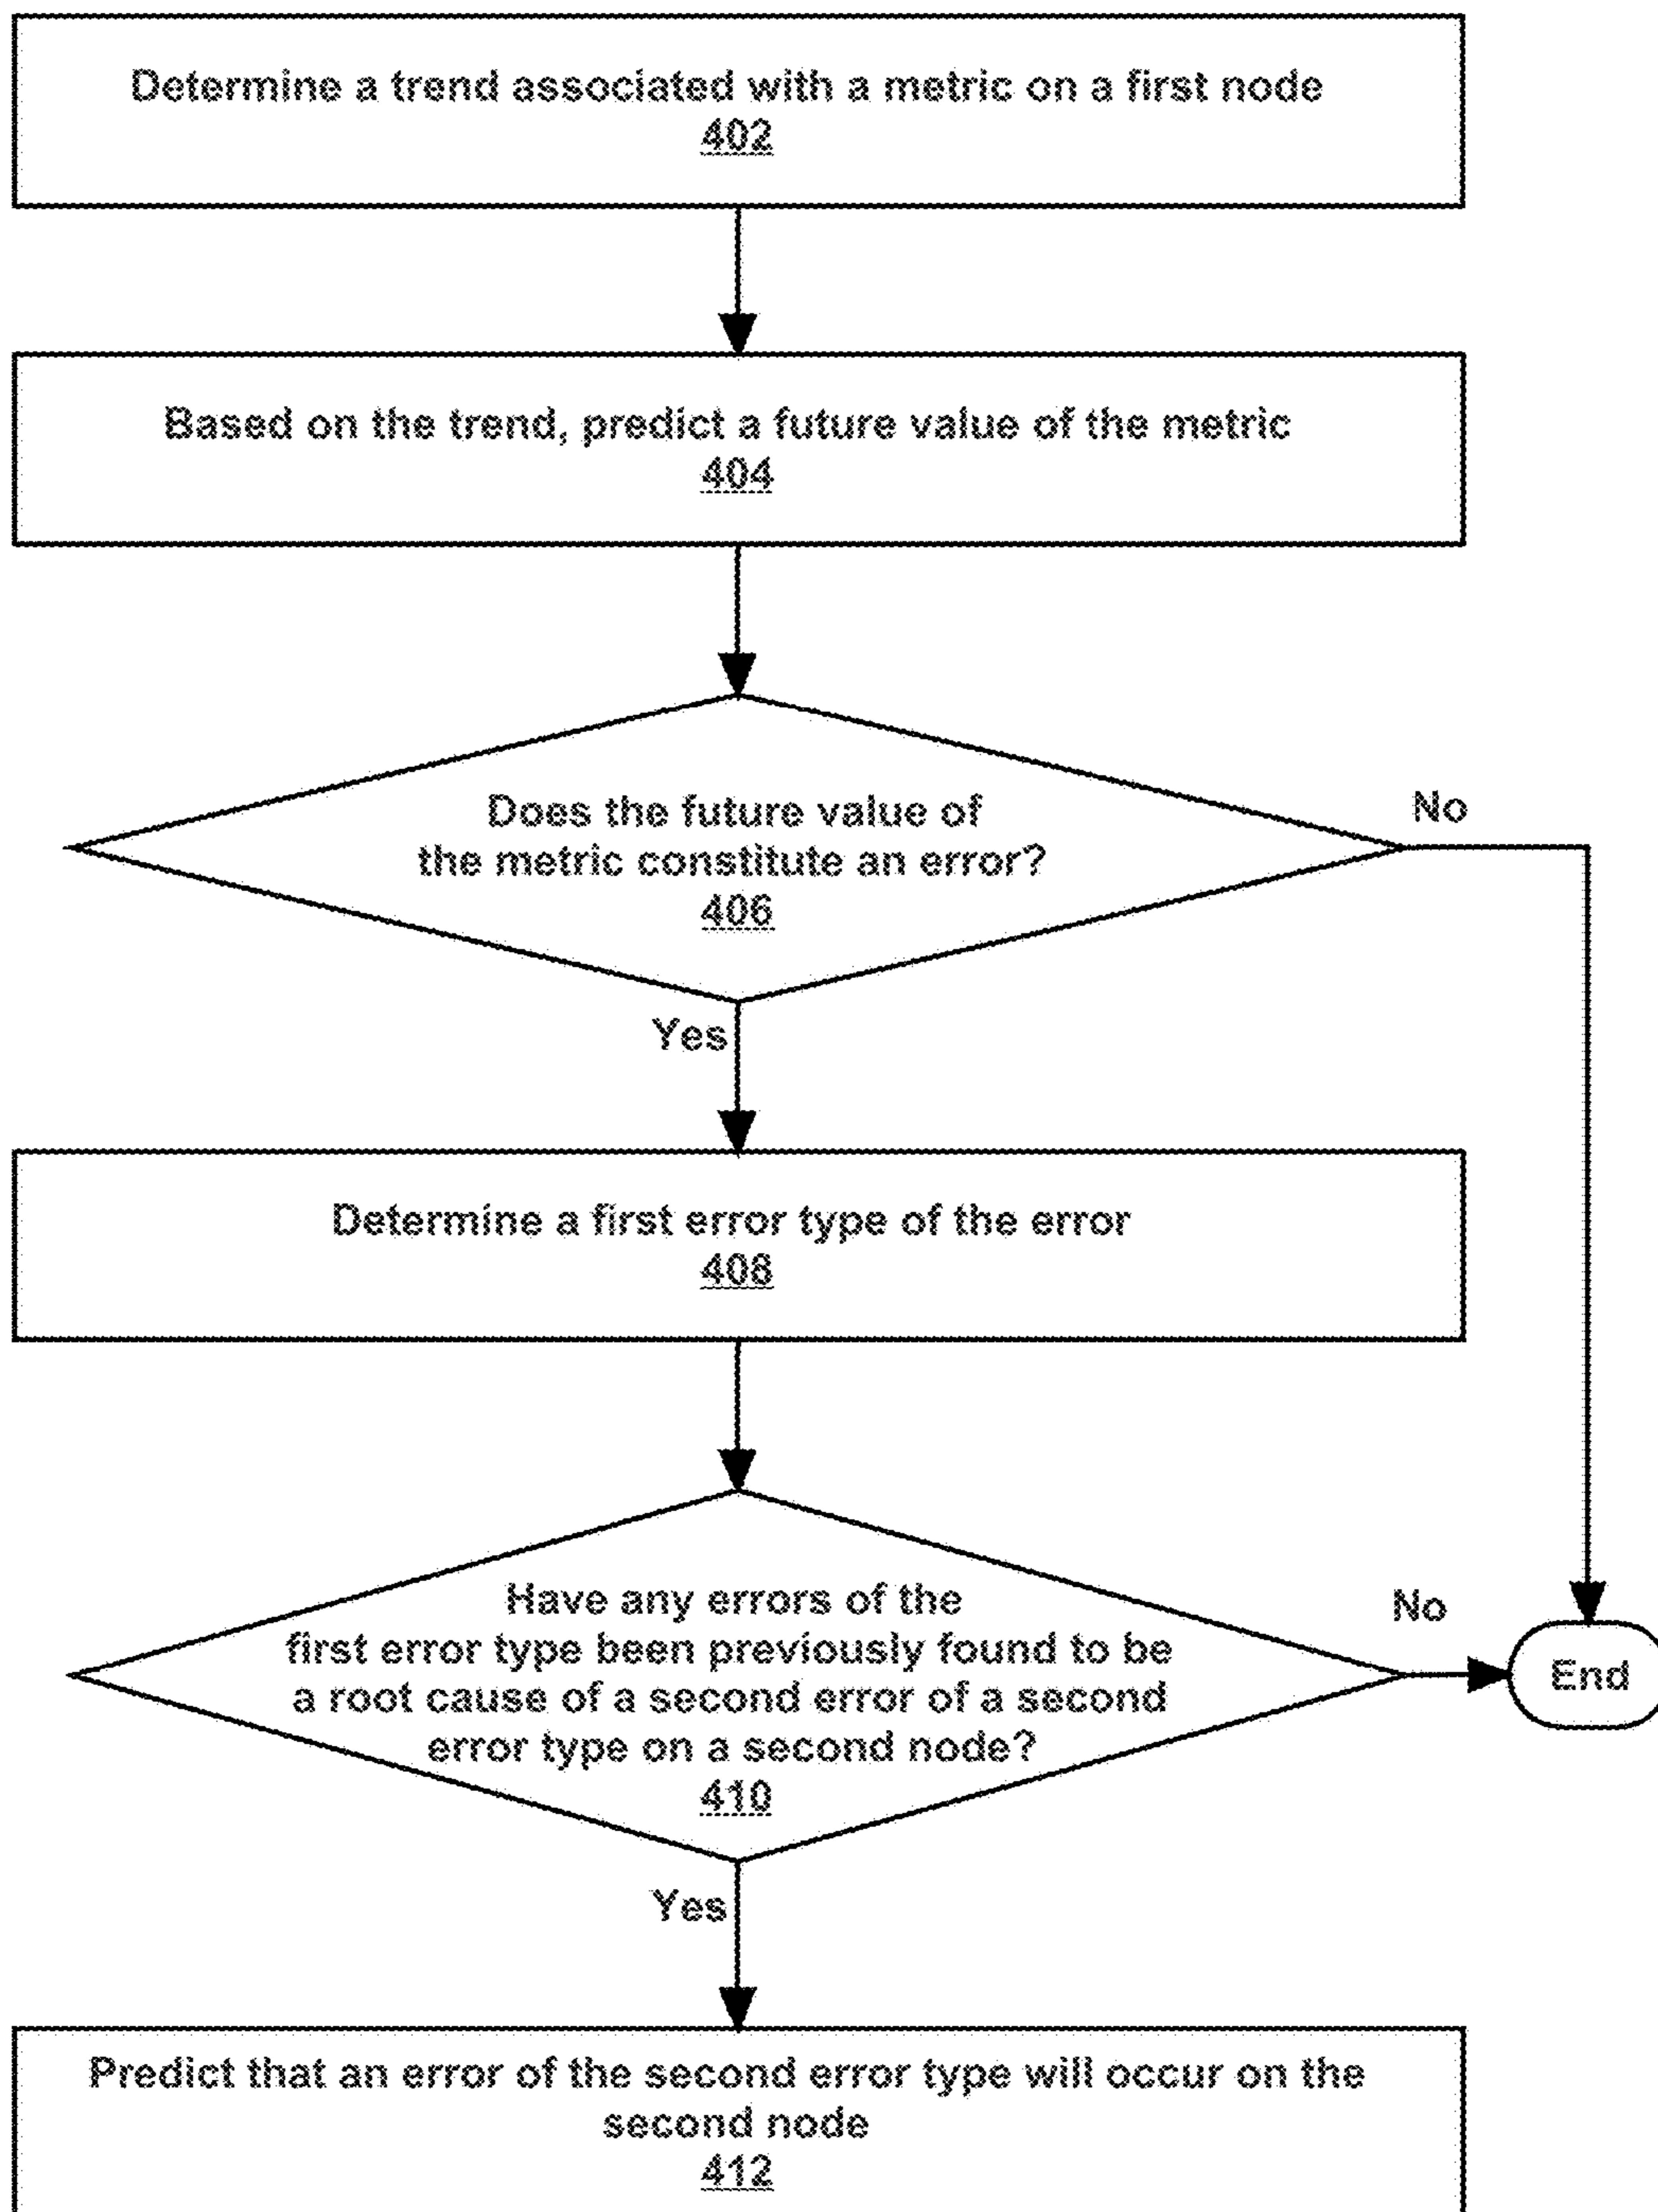 Determine a trend associated with a metric on a first node
402
Based on the trend, predict a future value of the metric
404
Does the future value of
the metric constitute an error?
406
No
Yes
Determine a first error type of the error
408
Have any errors of the
first error type been previously found to be
a root cause of a second error of a second
error type on a second node?
410
No
End
Yes
Predict that an error of the second error type will occur on the
second node
412